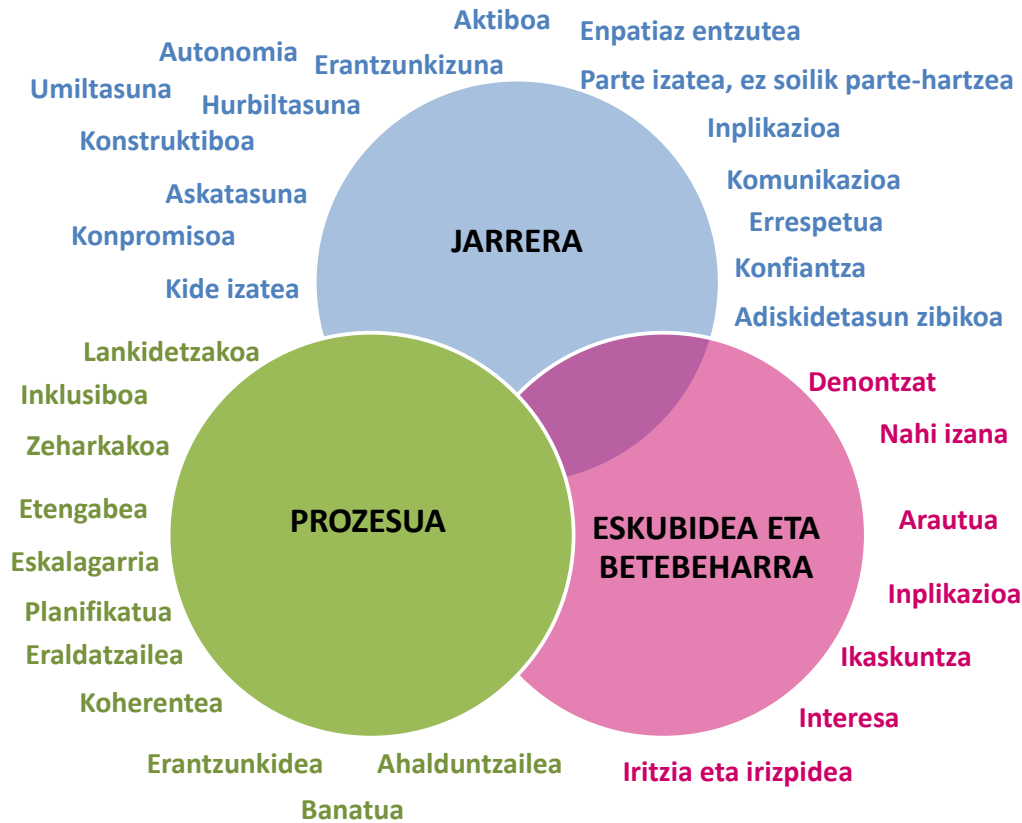 Aktiboa
Enpatiaz entzutea
Autonomia
Erantzunkizuna
Parte izatea, ez soilik parte-hartzea
Umiltasuna
Hurbiltasuna
Inplikazioa
Konstruktiboa
Komunikazioa
Askatasuna
Errespetua
Konpromisoa
JARRERA
Konfiantza
Kide izatea
Adiskidetasun zibikoa
Lankidetzakoa
Denontzat
Inklusiboa
Nahi izana
Zeharkakoa
Etengabea
PROZESUA
ESKUBIDEA ETA
BETEBEHARRA
Arautua
Eskalagarria
Inplikazioa
Planifikatua
Eraldatzailea
Ikaskuntza
Koherentea
Interesa
Erantzunkidea
Ahalduntzailea
Iritzia eta irizpidea
Banatua